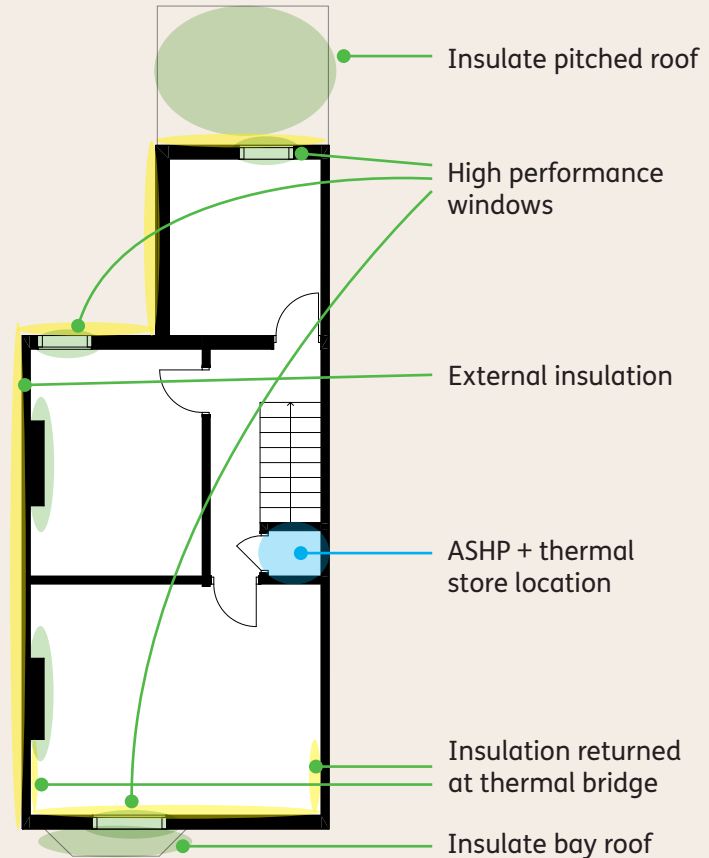 Insulate pitched roof
High performance
windows
External insulation
ASHP + thermal
store location
Insulation returned
at thermal bridge
Insulate bay roof